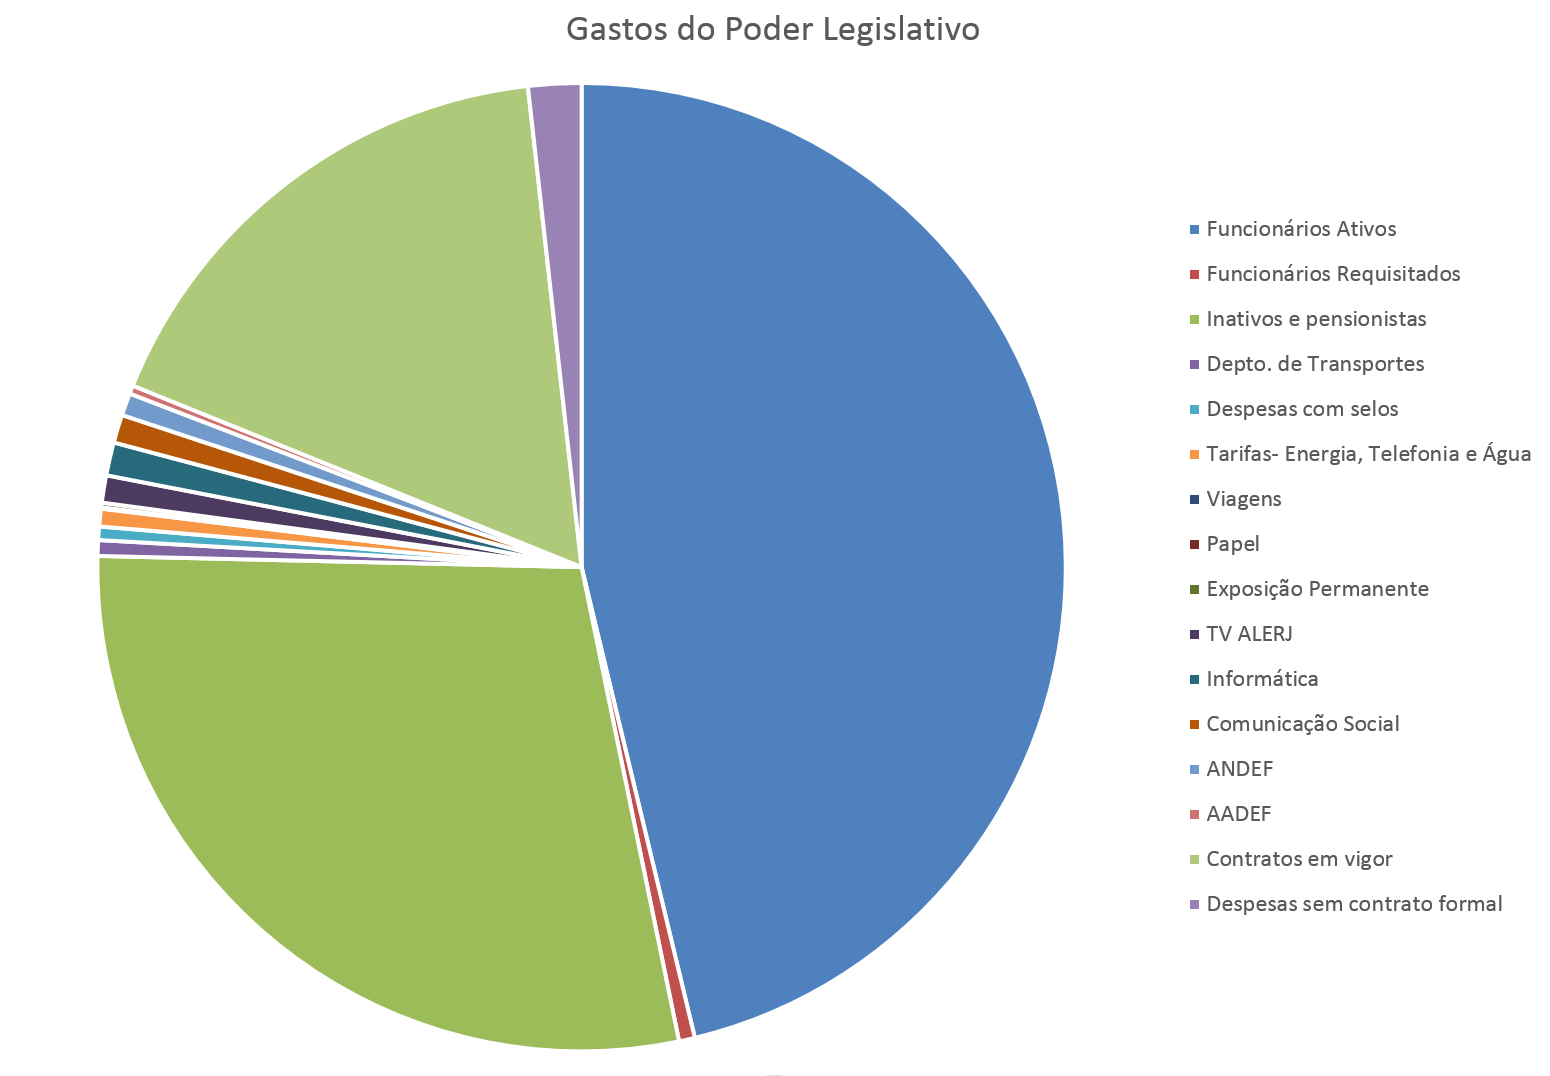 Gastos do Poder Legislativo
Funcionários Ativos
Funcionários Requisitados
Inativos e pensionistas
Depto. de Transportes
Despesas com selos
Tarifas- Energia, Telefonia e Água
Viagens
Papel
Exposição Permanente
TV ALERJ
Informática
Comunicação Social
ANDEF
AADEF
Contratos em vigor
Despesas sem contrato formal